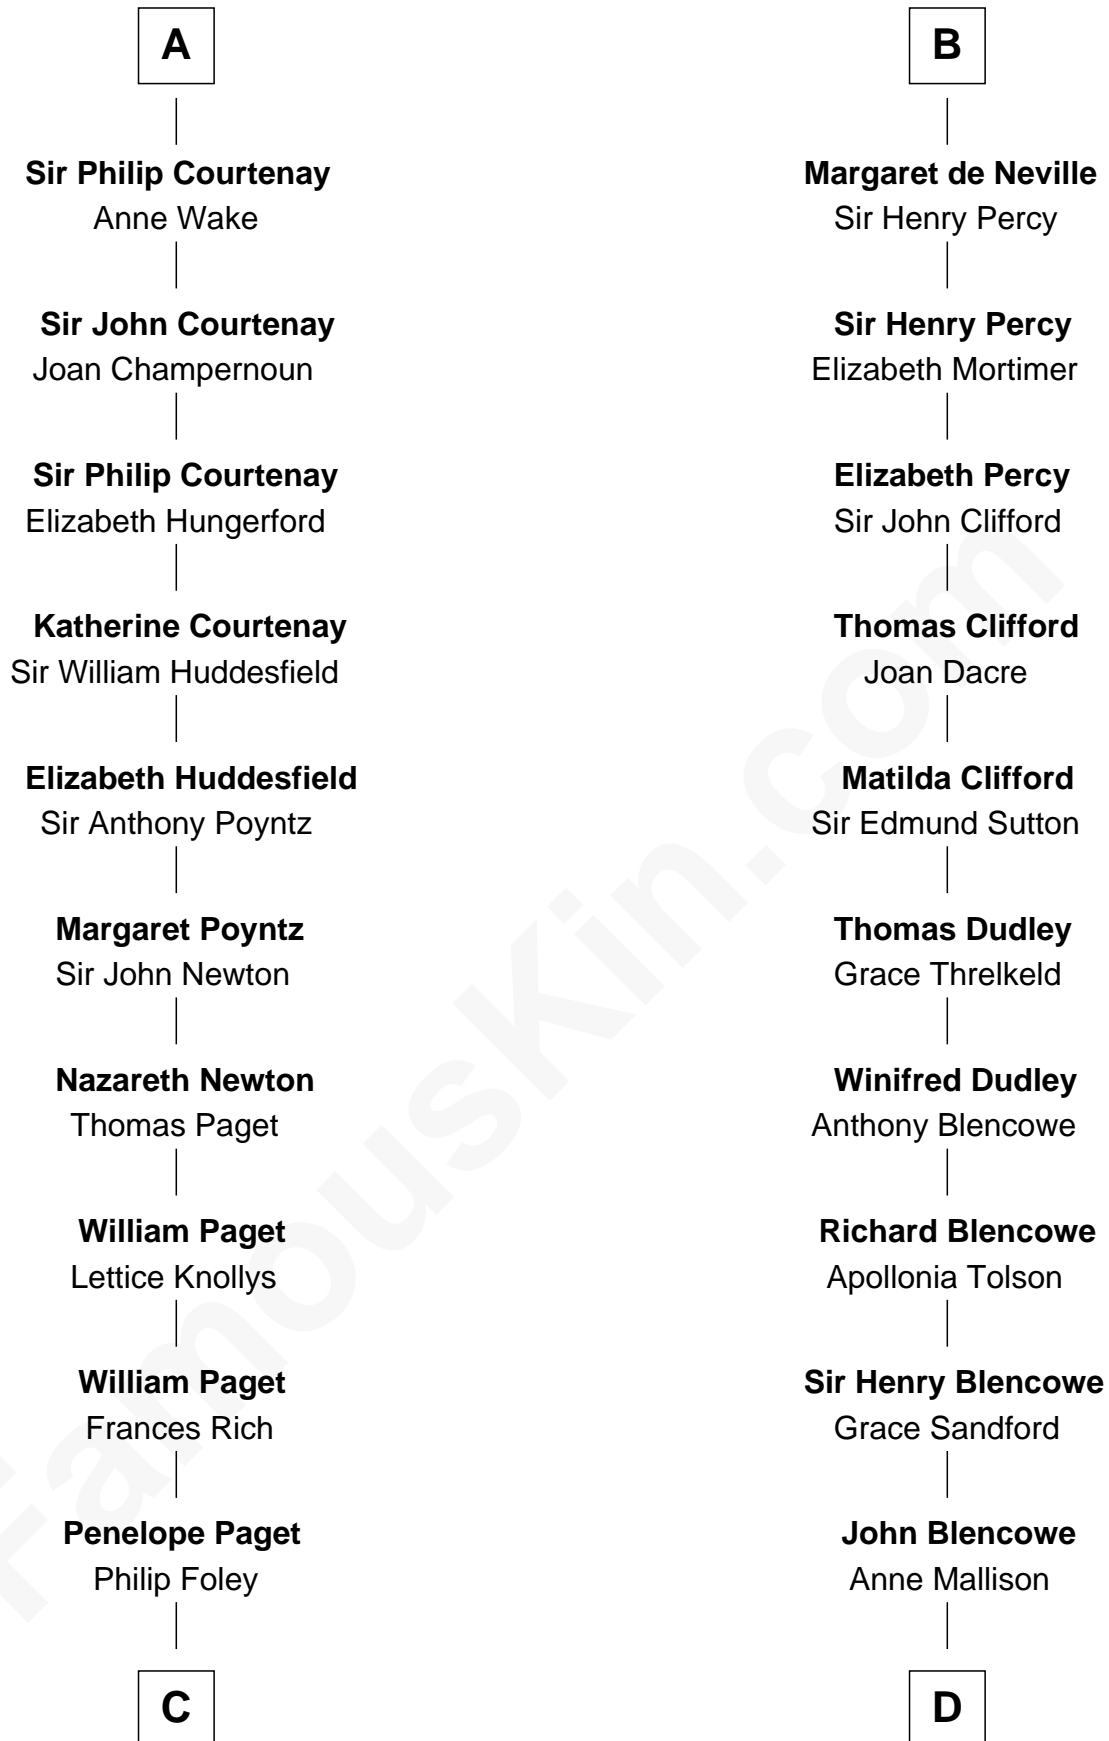 A
Sir Philip Courtenay
Anne Wake
Sir John Courtenay
Joan Champernoun
Sir Philip Courtenay
Elizabeth Hungerford
Katherine Courtenay
Sir William Huddesfield
Elizabeth Huddesfield
Sir Anthony Poyntz
Margaret Poyntz
Sir John Newton
Nazareth Newton
Thomas Paget
William Paget
Lettice Knollys
William Paget
Frances Rich
Penelope Paget
Philip Foley
C
B
Margaret de Neville
Sir Henry Percy
Sir Henry Percy
Elizabeth Mortimer
Elizabeth Percy
Sir John Clifford
Thomas Clifford
Joan Dacre
Matilda Clifford
Sir Edmund Sutton
Thomas Dudley
Grace Threlkeld
Winifred Dudley
Anthony Blencowe
Richard Blencowe
Apollonia Tolson
Sir Henry Blencowe
Grace Sandford
John Blencowe
Anne Mallison
D
FamousKin.com